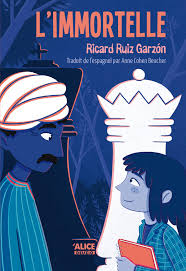 L'IMMORTELLE
Ricard Ruiz Garzón
Traduit de l'espagnol par Anne Cohen Beucher
ALICE